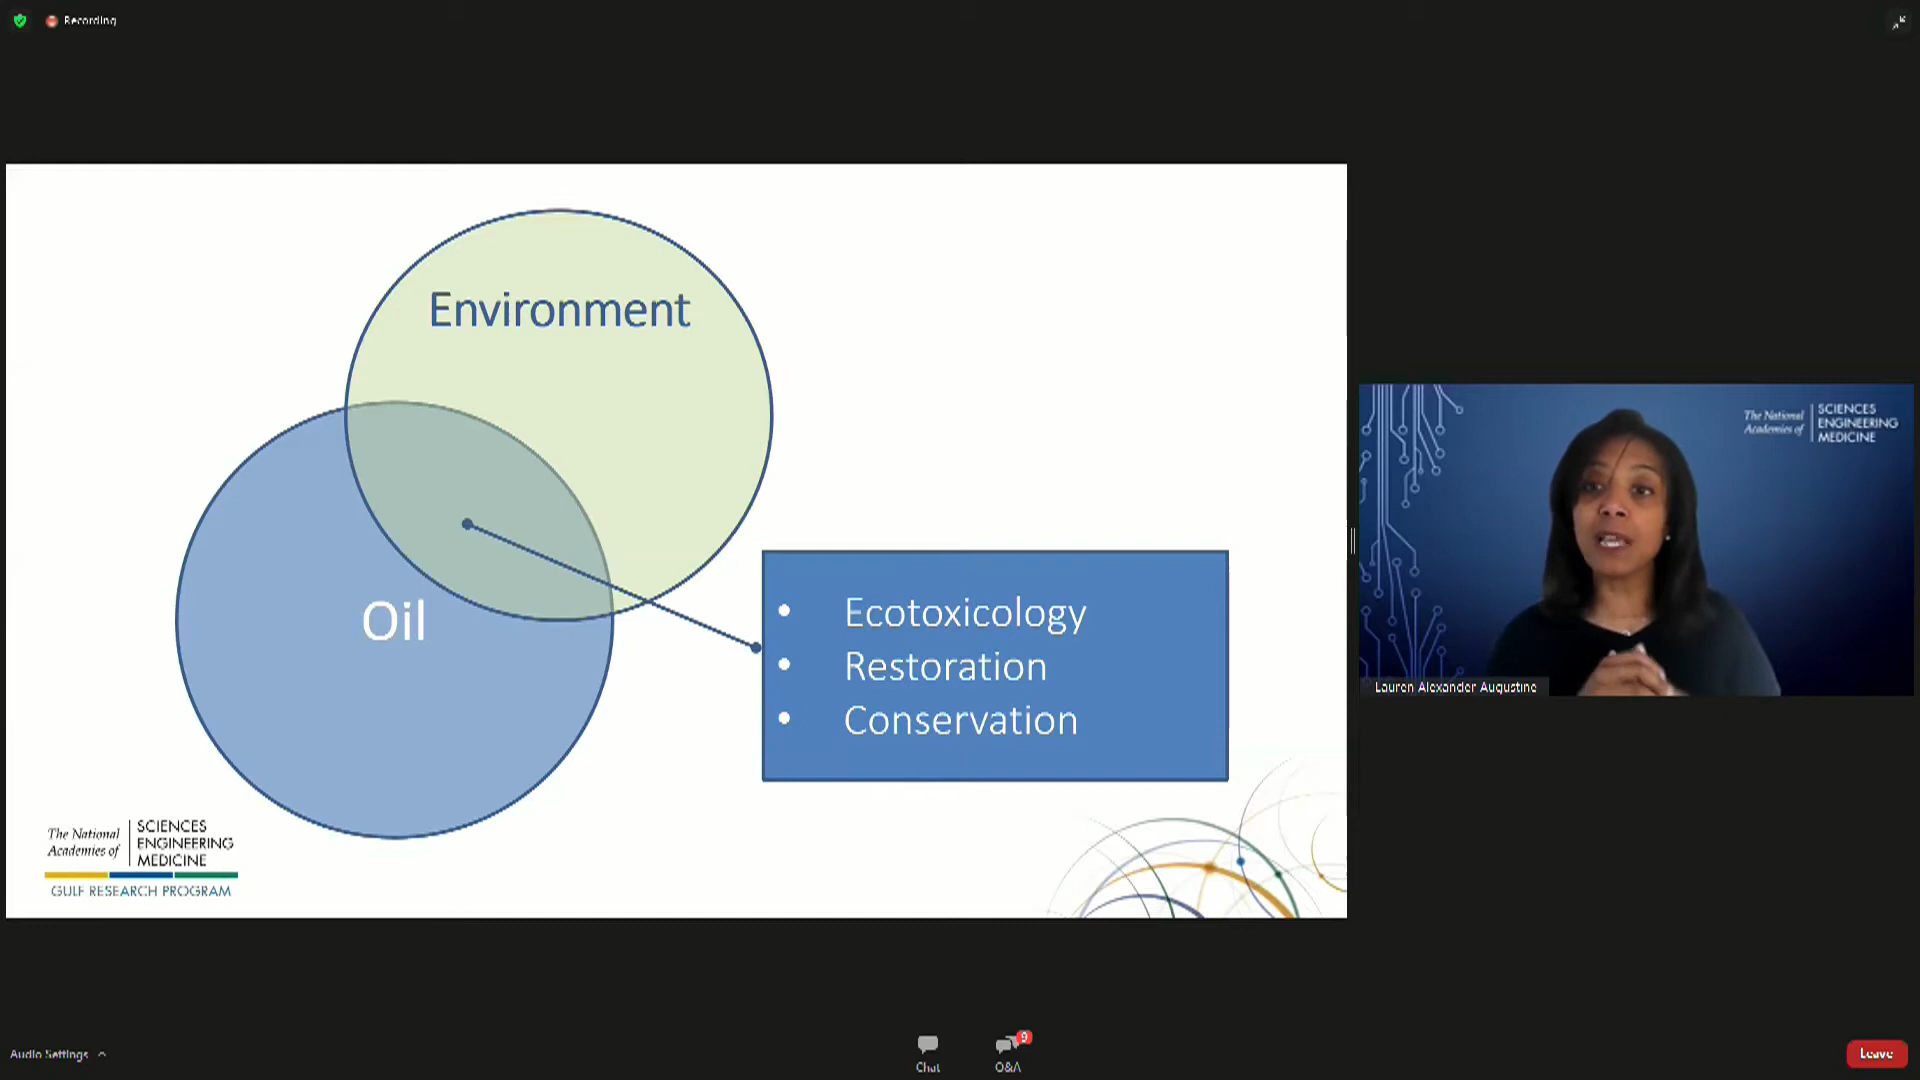 Recording
Environment
Oil
Ecotoxicology
Restoration
Conservation
The National
Academies of
SCIENCES
ENGINEERING
MEDICINE
GULF RESEARCH PROGRAM
The National
Academies of
SCIENCES
ENGINEERING
MEDICINE
Lauren Alexander Augustine
Audio Settings
Chat
9
Q&A
Leave